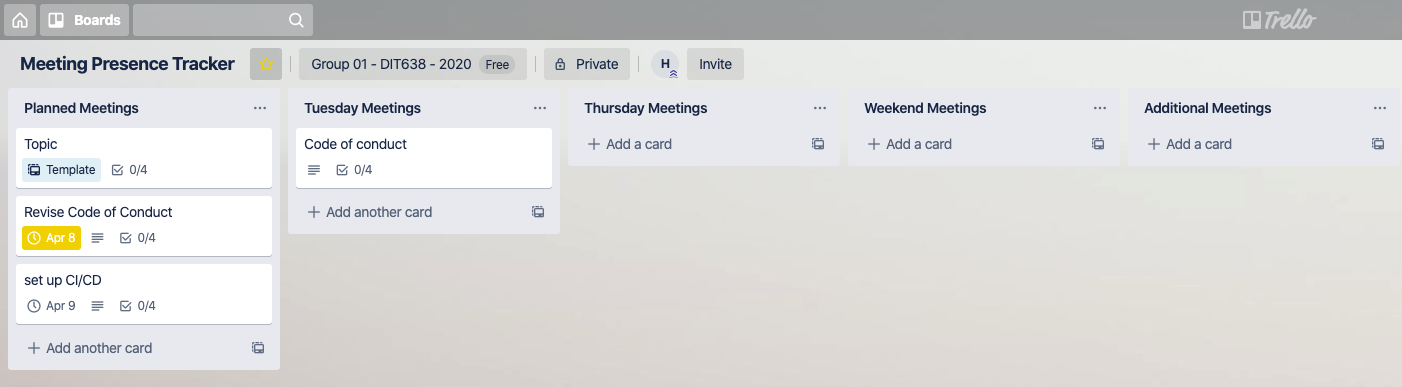 Boards
Trello
Meeting Presence Tracker
Group 01 - DIT638 - 2020 Free
Private
H
Invite
Planned Meetings
Topic
Template 0/4
Revise Code of Conduct
Apr 8 0/4
set up CI/CD
Apr 9 0/4
Add another card
Tuesday Meetings
Code of conduct
0/4
Add another card
Thursday Meetings
Add a card
Weekend Meetings
Add a card
Additional Meetings
Add a card